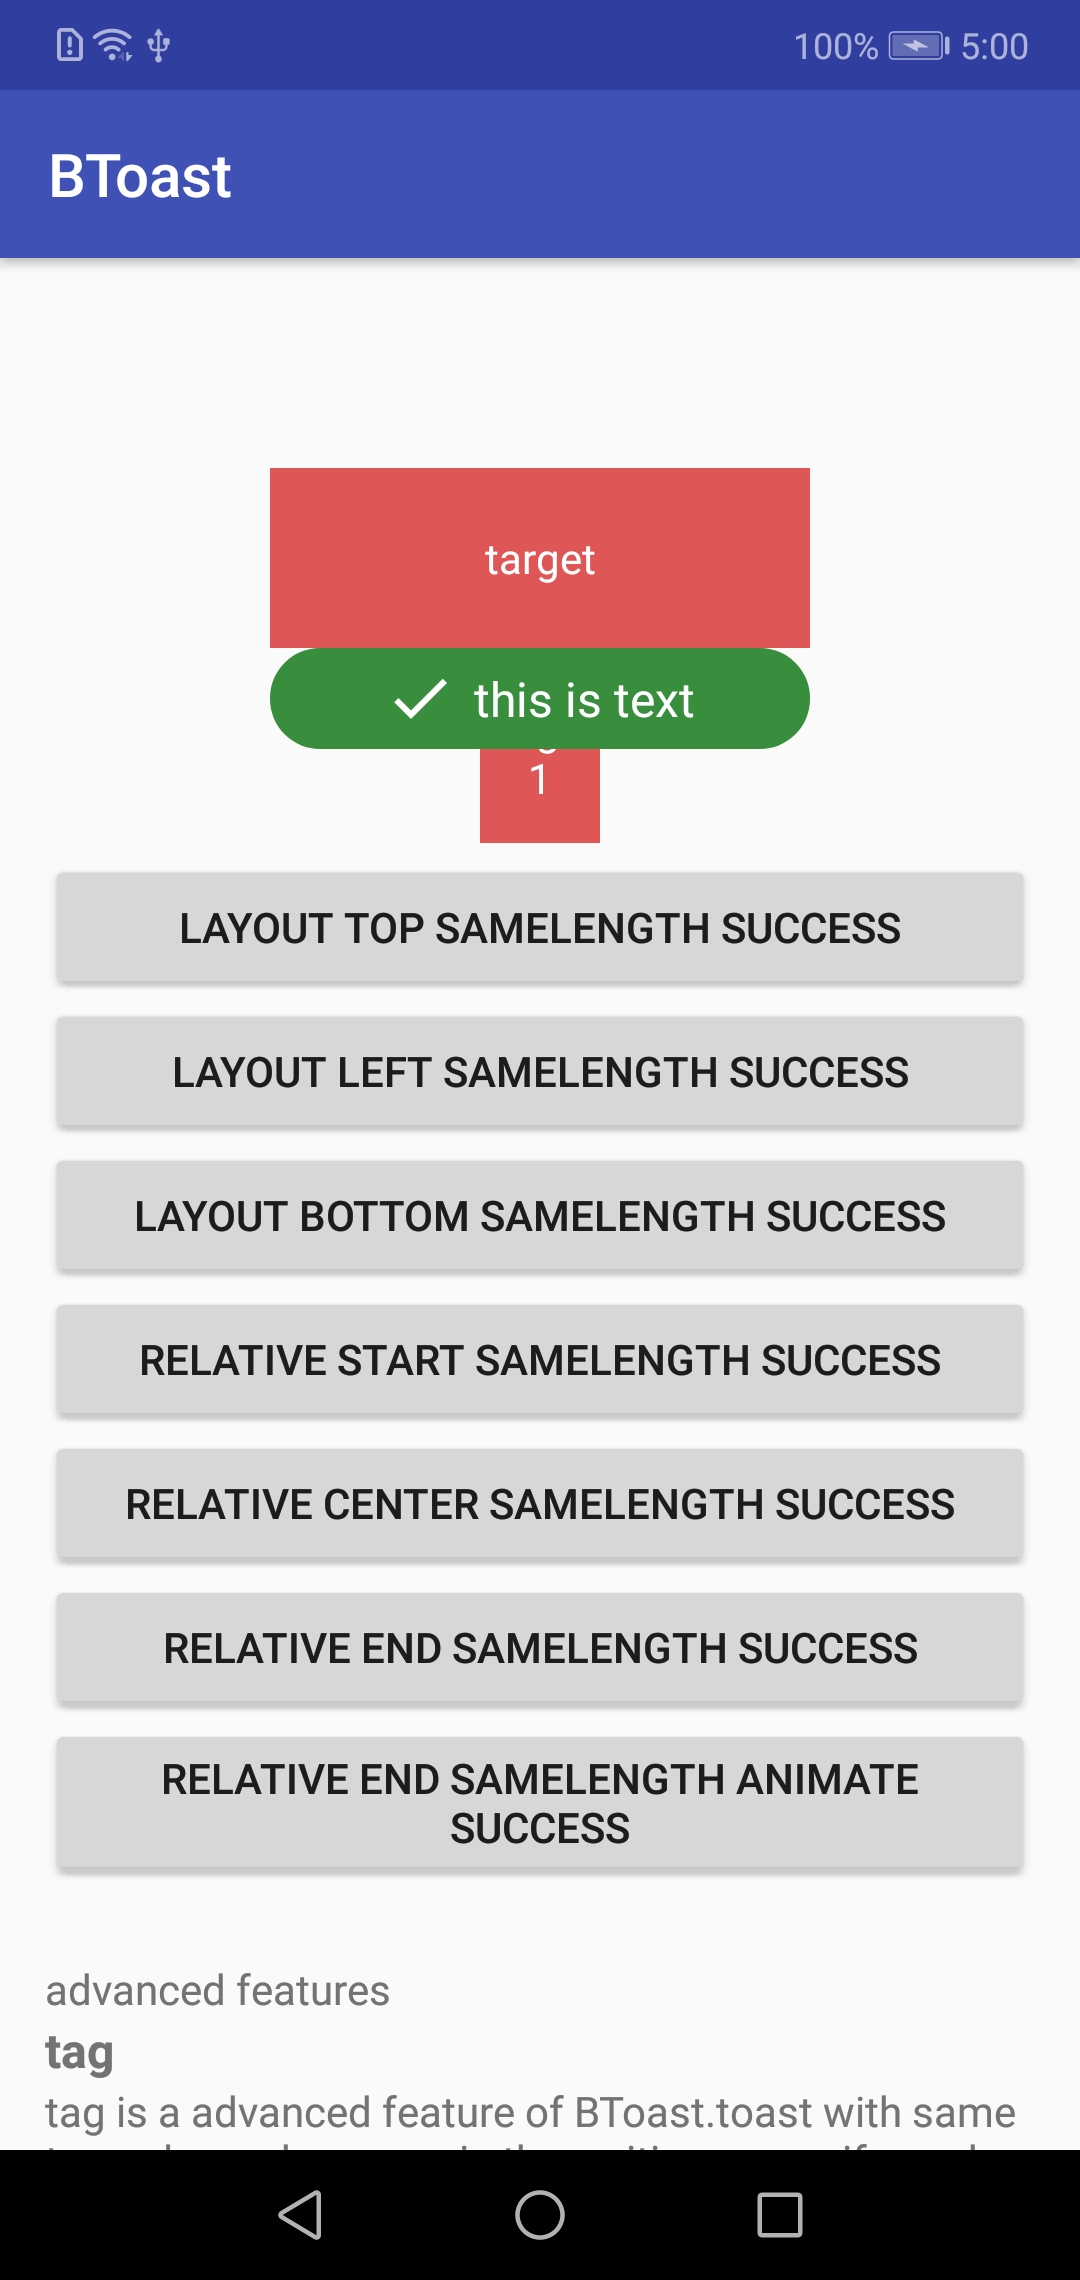 100% 5:00
BToast
target
this is text
1
LAYOUT TOP SAMELENGTH SUCCESS
LAYOUT LEFT SAMELENGTH SUCCESS
LAYOUT BOTTOM SAMELENGTH SUCCESS
RELATIVE START SAMELENGTH SUCCESS
RELATIVE CENTER SAMELENGTH SUCCESS
RELATIVE END SAMELENGTH SUCCESS
RELATIVE END SAMELENGTH ANIMATE
SUCCESS
advanced features
tag
tag is a advanced feature of BToast.toast with same